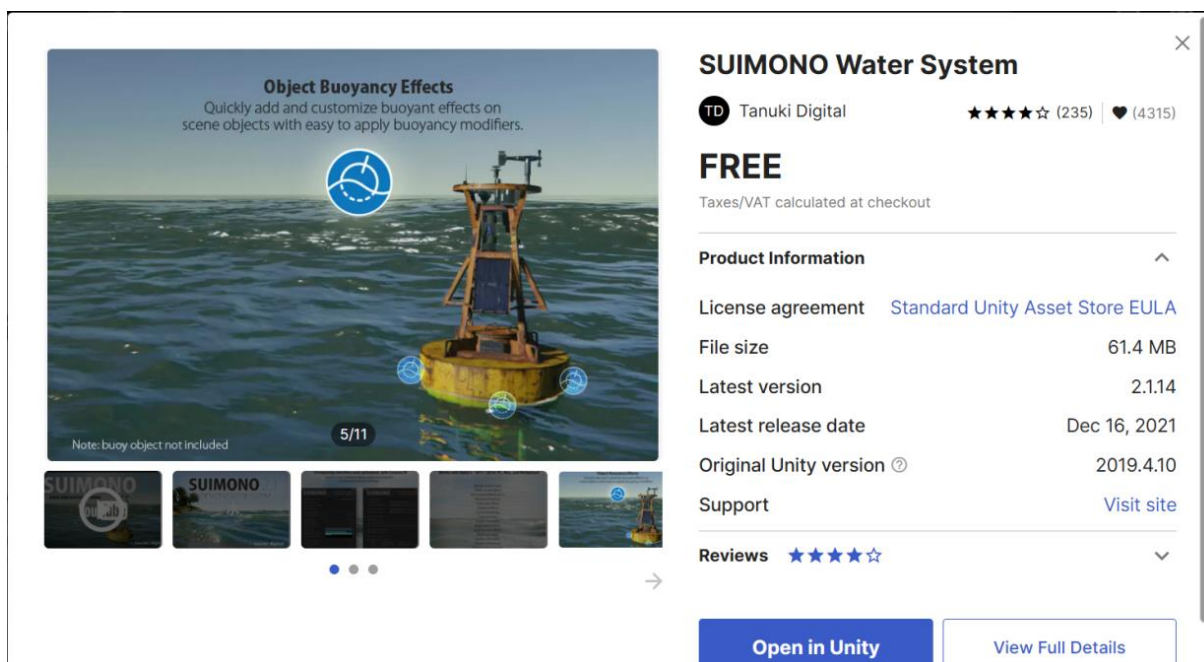 Object Buoyancy Effects
Quickly add and customize buoyant effects on
scene objects with easy to apply buoyancy modifiers.
Note: buoy object not included
5/11
SUIMONO
SUIMONO
SUIMONO Water System
TD Tanuki Digital
(235) (4315)
FREE
Taxes/VAT calculated at checkout
Product Information
License agreement Standard Unity Asset Store EULA
File size 61.4 MB
Latest version 2.1.14
Latest release date Dec 16, 2021
Original Unity version 2019.4.10
Support Visit site
Reviews
Open in Unity
View Full Details